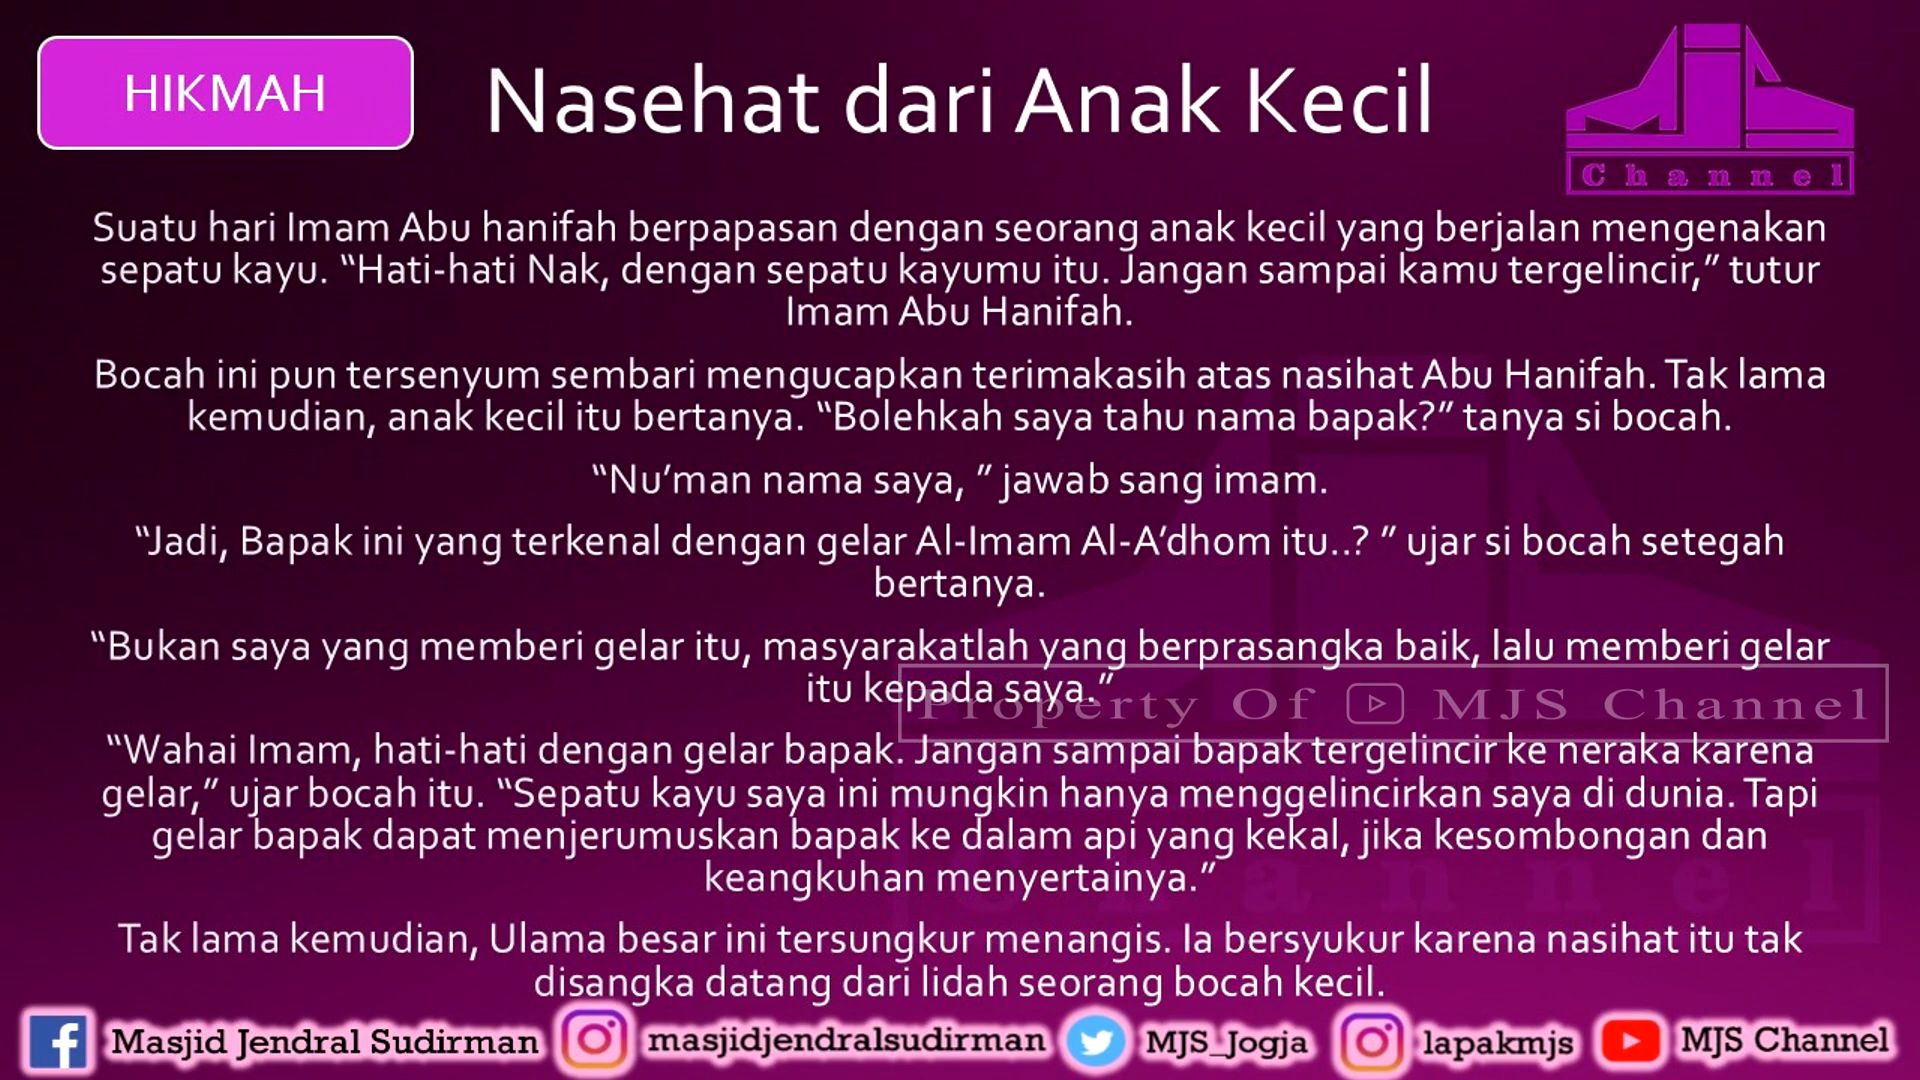 HIKMAH
Nasehat dari Anak Kecil
Channel
Suatu hari Imam Abu hanifah berpapasan dengan seorang anak kecil yang berjalan mengenakan
sepatu kayu. “Hati-hati Nak, dengan sepatu kayumu itu. Jangan sampai kamu tergelincir,” tutur
Imam Abu Hanifah.
Bocah ini pun tersenyum sembari mengucapkan terimakasih atas nasihat Abu Hanifah. Tak lama
kemudian, anak kecil itu bertanya. “Bolehkah saya tahu nama bapak?” tanya si bocah.
“Nu’man nama saya, ” jawab sang imam.
“Jadi, Bapak ini yang terkenal dengan gelar Al-Imam Al-A’dhom itu..? ” ujar si bocah setegah
bertanya.
“Bukan saya yang memberi gelar itu, masyarakatlah yang berprasangka baik, lalu memberi gelar
itu kepada saya.”
Property Of MJS Channel
“Wahai Imam, hati-hati dengan gelar bapak. Jangan sampai bapak tergelincir ke neraka karena
gelar,” ujar bocah itu. “Sepatu kayu saya ini mungkin hanya menggelincirkan saya di dunia. Tapi
gelar bapak dapat menjerumuskan bapak ke dalam api yang kekal, jika kesombongan dan
keangkuhan menyertainya.”
Channel
Tak lama kemudian, Ulama besar ini tersungkur menangis. Ia bersyukur karena nasihat itu tak
disangka datang dari lidah seorang bocah kecil.
Masjid Jendral Sudirman masjidjendralsudirman MJS_Jogja lapakmjs MJS Channel